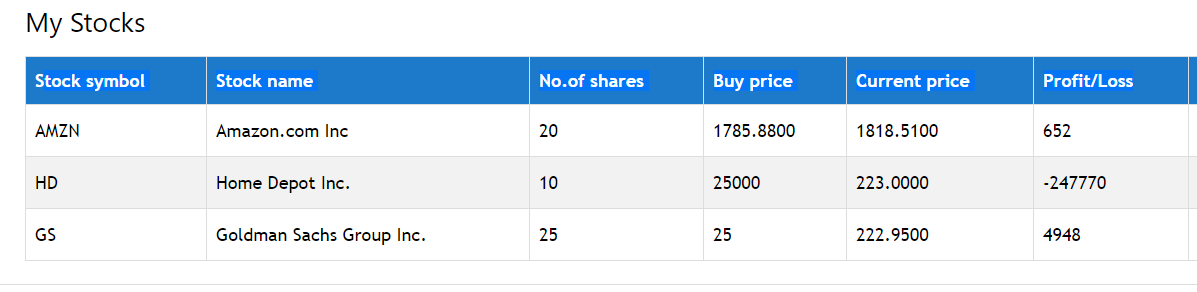 My Stocks
Stock symbol Stock name No.of shares Buy price Current price Profit/Loss
AMZN Amazon.com Inc 20 1785.8800 1818.5100 652
HD Home Depot Inc. 10 25000 223.0000 -247770
GS Goldman Sachs Group Inc. 25 25 222.9500 4948